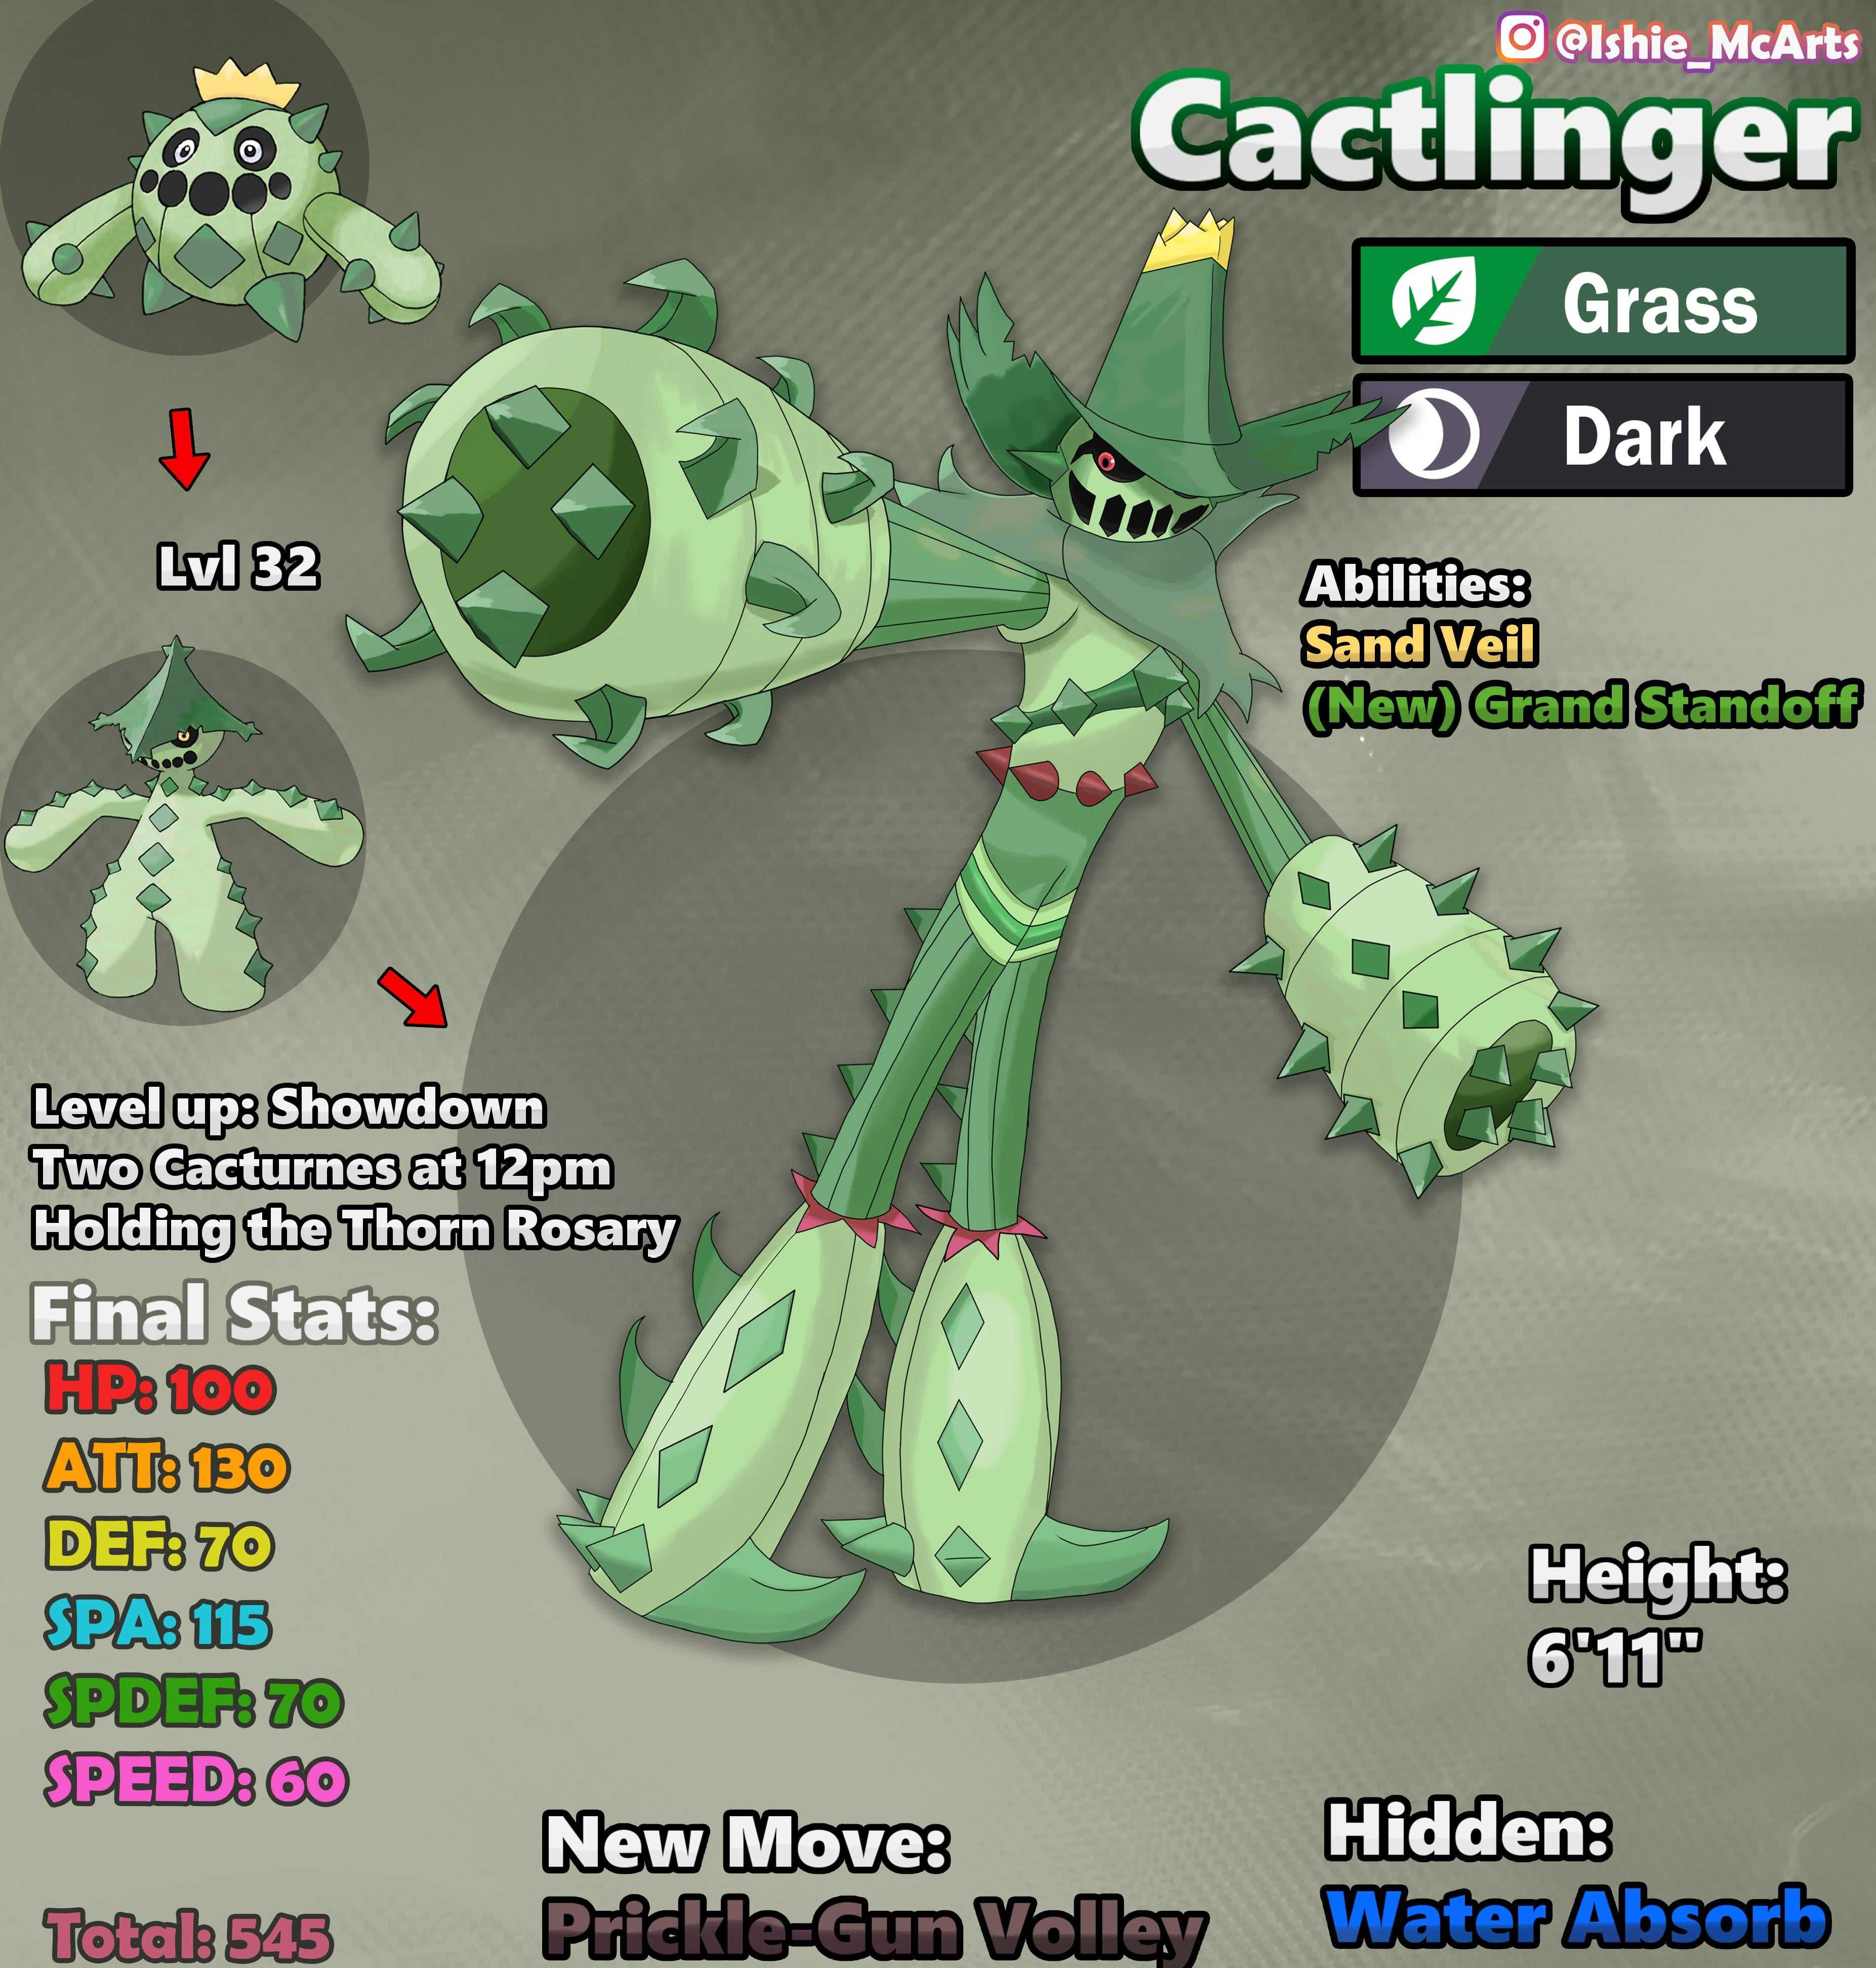 @Ishie_McArts
Cactlinger
Grass
Dark
Lvl 32
Abilities:
Sand Veil
(New) Grand Standoff
Level up: Showdown
Two Cacturnes at 12pm
Holding the Thorn Rosary
Final Stats:
HP: 100
ATT: 130
DEF: 70
SPA: 115
SPDEF: 70
SPEED: 60
Total: 545
Height:
6'11"
New Move:
Prickle-Gun Volley
Hidden:
Water Absorb